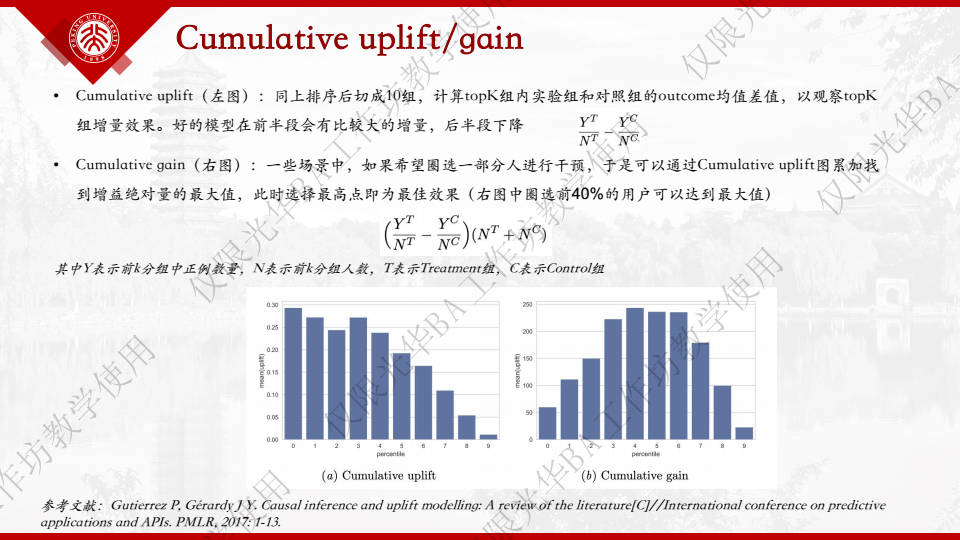 PEKING UNIVERSITY
1898
Cumulative uplift/gain
• Cumulative uplift（左图）：同上排序后切成10组，计算topK组内实验组和对照组的outcome均值差值，以观察topK
组增量效果。好的模型在前半段会有比较大的增量，后半段下降
Y^T/N^T − Y^C/N^C
• Cumulative gain（右图）：一些场景中，如果希望圈选一部分人进行干预，于是可以通过Cumulative uplift图累加找
到增益绝对量的最大值，此时选择最高点即为最佳效果（右图中圈选前40%的用户可以达到最大值）
(Y^T/N^T − Y^C/N^C)(N^T + N^C)
其中Y表示前k分组中正例数量，N表示前k分组人数，T表示Treatment组，C表示Control组
0.30
0.25
0.20
0.15
0.10
0.05
0.00
mean(uplift)
0 1 2 3 4 5 6 7 8 9
percentile
(a) Cumulative uplift
250
200
150
100
50
0
mean(uplift)
0 1 2 3 4 5 6 7 8 9
percentile
(b) Cumulative gain
参考文献：Gutierrez P, Gérardy J Y. Causal inference and uplift modelling: A review of the literature[C]//International conference on predictive
applications and APIs. PMLR, 2017: 1-13.
仅限光华BA工作坊教学使用